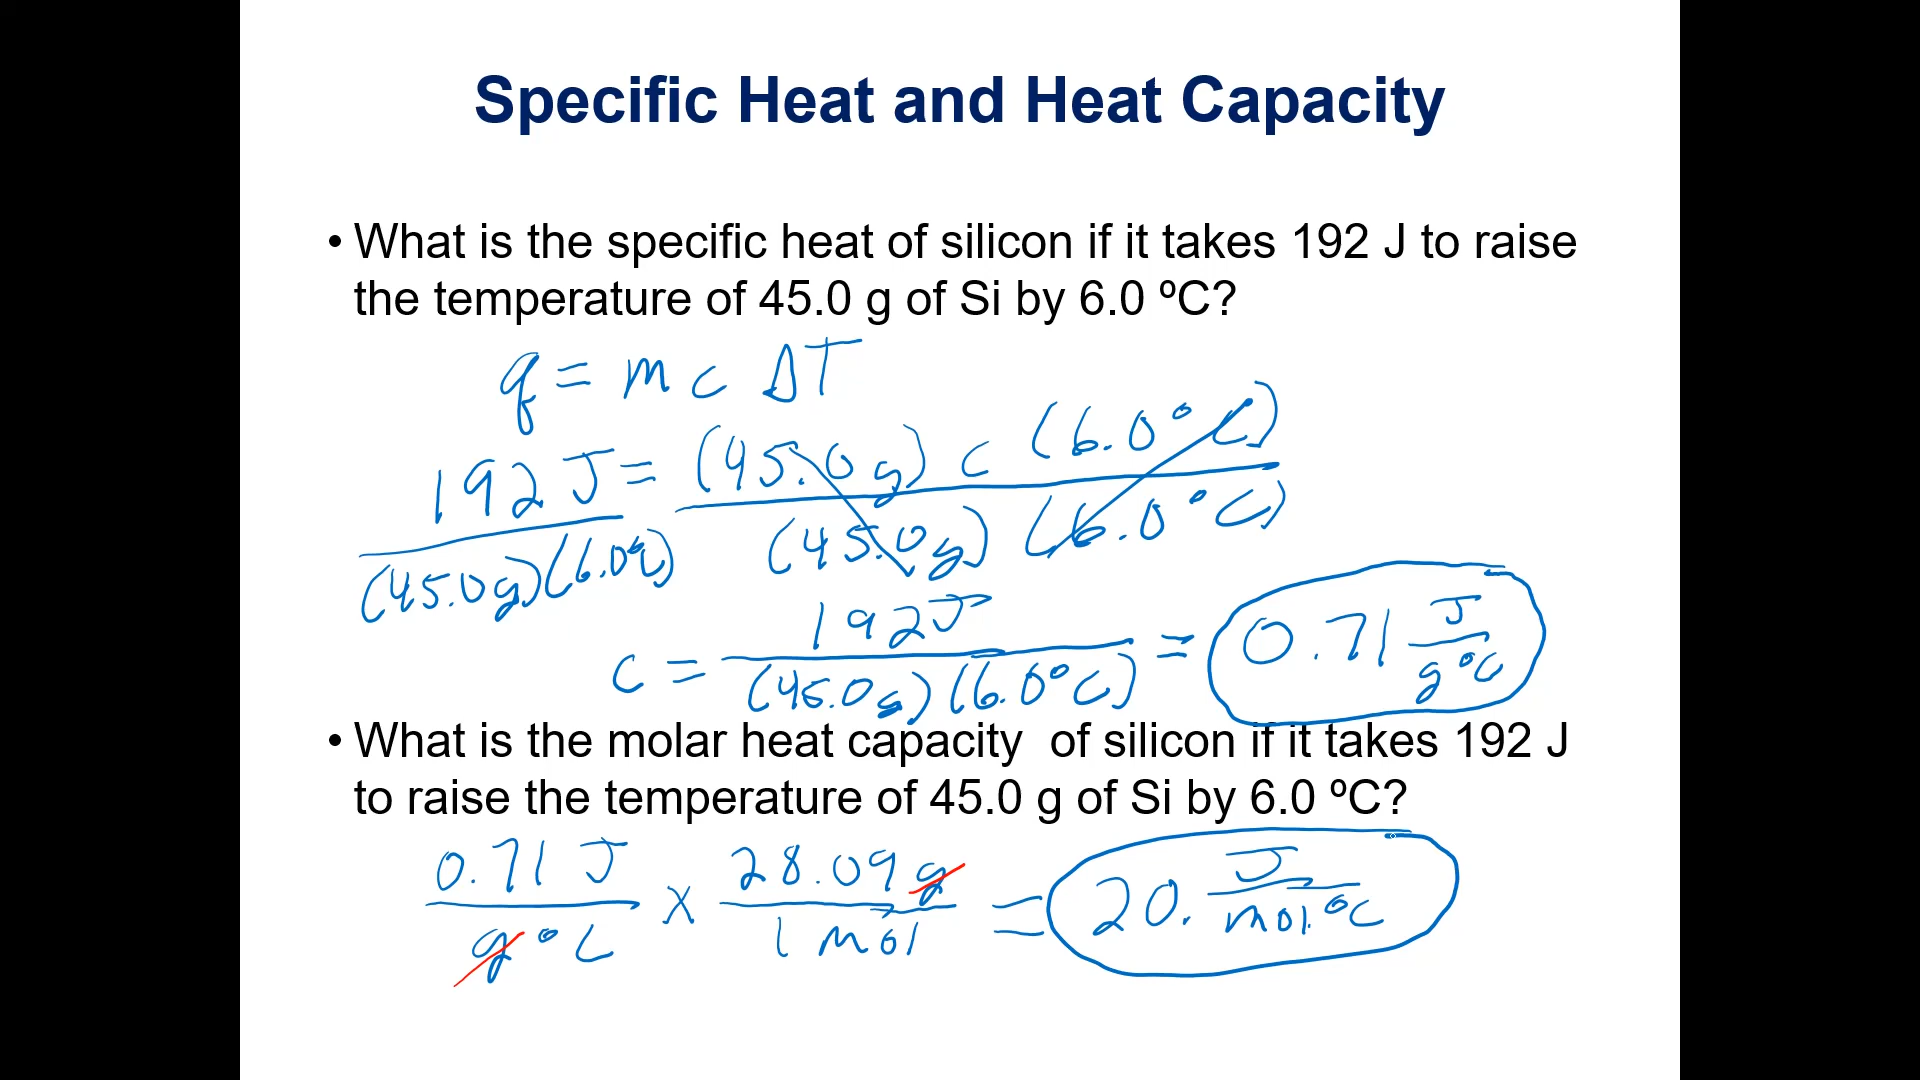 Specific Heat and Heat Capacity
• What is the specific heat of silicon if it takes 192 J to raise
the temperature of 45.0 g of Si by 6.0 ºC?
q = m c ΔT
192 J = (45.0 g) c (6.0°C)
(45.0g)(6.0°C) (45.0g) (6.0°C)
192J
c = = 0.71 J
(45.0g)(6.0°C) g°C
• What is the molar heat capacity of silicon if it takes 192 J
to raise the temperature of 45.0 g of Si by 6.0 ºC?
0.71 J × 28.09 g = 20. J
g°C 1 mol mol·°C